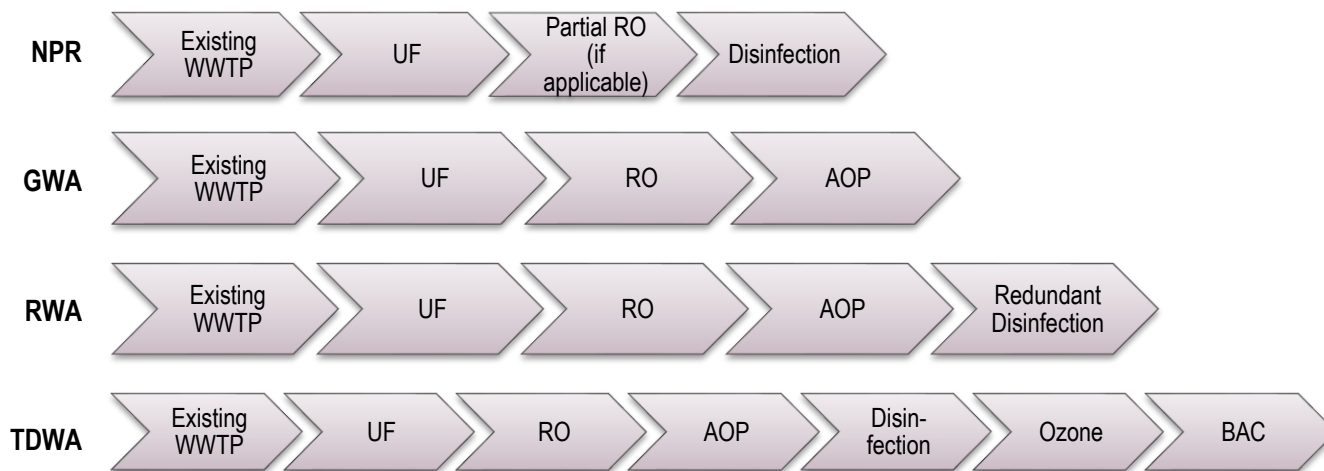 NPR
Existing
WWTP
UF
Partial RO
(if
applicable)
Disinfection
GWA
Existing
WWTP
UF
RO
AOP
RWA
Existing
WWTP
UF
RO
AOP
Redundant
Disinfection
TDWA
Existing
WWTP
UF
RO
AOP
Disin-
fection
Ozone
BAC